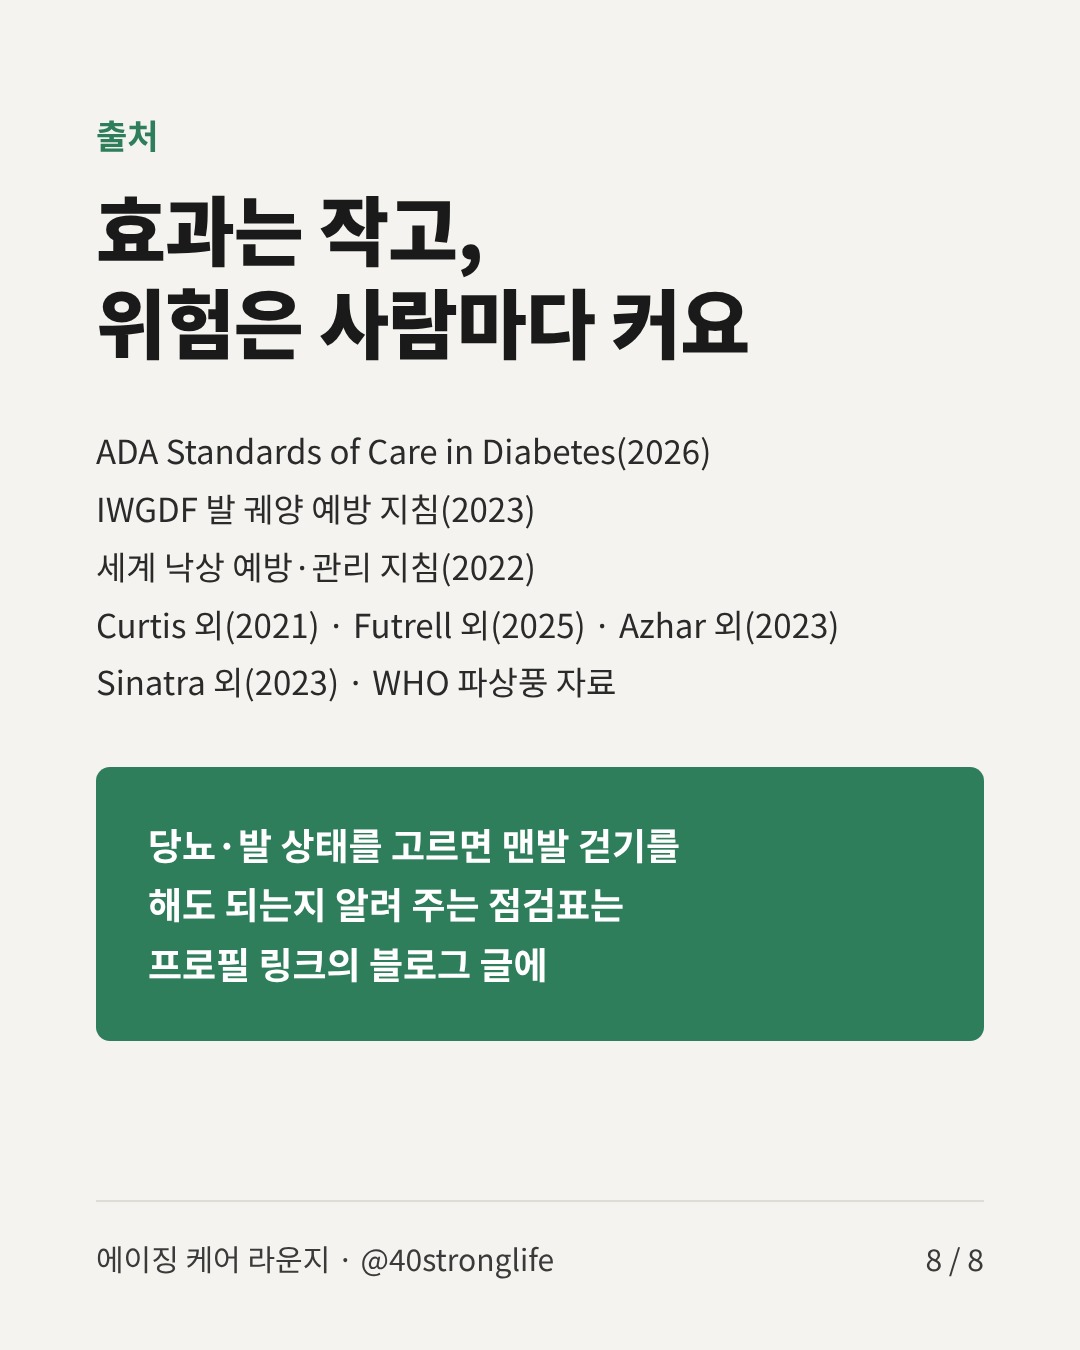 출처
효과는 작고,
위험은 사람마다 커요
ADA Standards of Care in Diabetes(2026)
IWGDF 발 궤양 예방 지침(2023)
세계 낙상 예방·관리 지침(2022)
Curtis 외(2021) · Futrell 외(2025) · Azhar 외(2023)
Sinatra 외(2023) · WHO 파상풍 자료
당뇨·발 상태를 고르면 맨발 걷기를
해도 되는지 알려 주는 점검표는
프로필 링크의 블로그 글에
에이징 케어 라운지 · @40stronglife
8 / 8